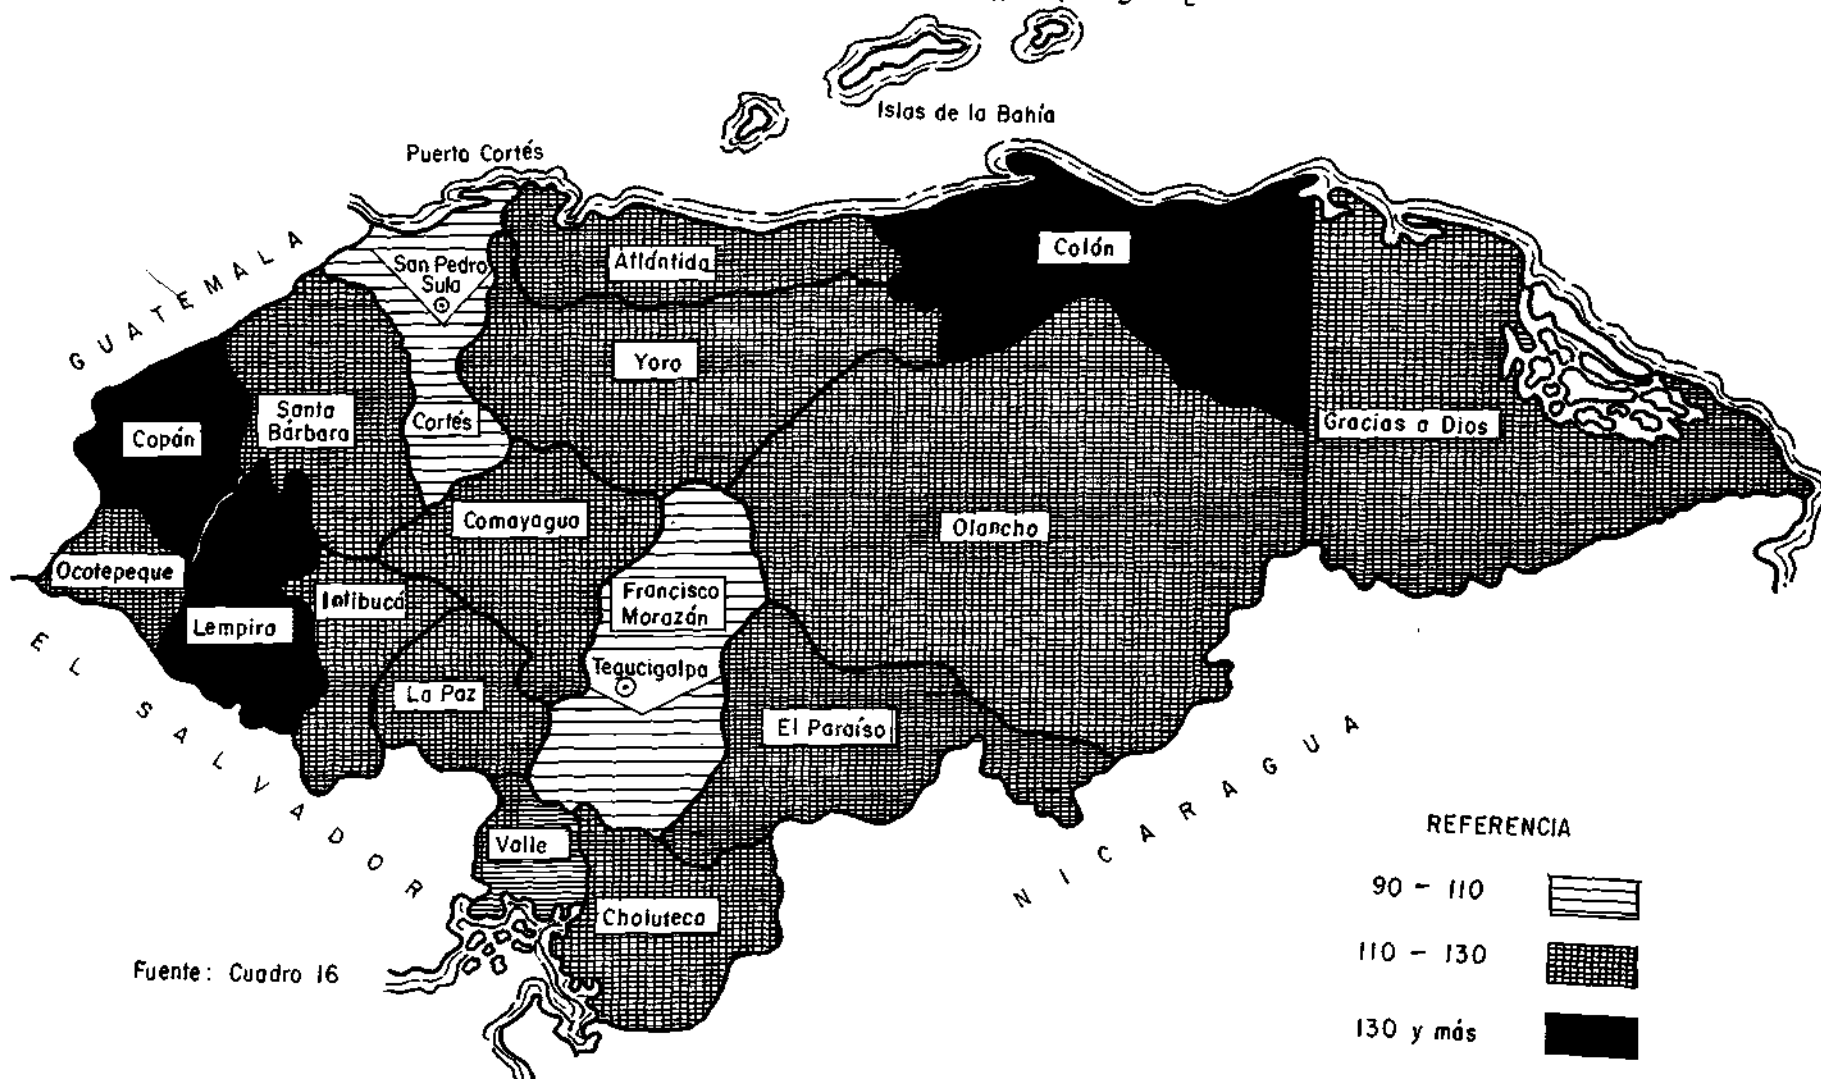 Islas de la Bahía
Puerto Cortés
GUATEMALA
San Pedro
Sula
Atlántida
Colón
Yoro
Santa
Bárbara
Cortés
Copán
Gracias a Dios
Comayagua
Olancho
Ocotepeque
Intibucá
Francisco
Morazán
Lempira
Tegucigalpa
La Paz
El Paraíso
EL SALVADOR
NICARAGUA
Valle
Choluteca
Fuente: Cuadro 16
REFERENCIA
90 - 110
110 - 130
130 y más